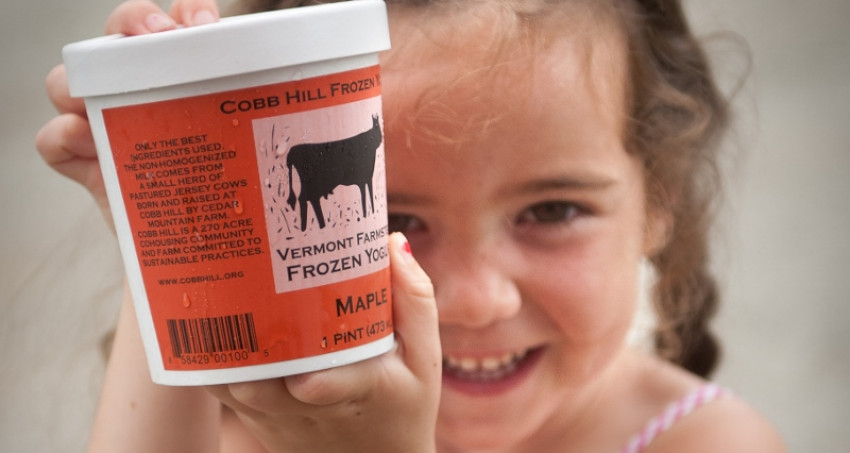 COBB HILL FROZEN
ONLY THE BEST
INGREDIENTS USED.
THE NON-HOMOGENIZED
MILK COMES FROM
A SMALL HERD OF
PASTURED JERSEY COWS
BORN AND RAISED AT
COBB HILL BY CEDAR
MOUNTAIN FARM.
COBB HILL IS A 270 ACRE
COHOUSING COMMUNITY
AND FARM COMMITTED TO
SUSTAINABLE PRACTICES.
WWW.COBBHILL.ORG
VERMONT FARMST
FROZEN YOGU
MAPLE
1 PINT (473
58429 00100 5